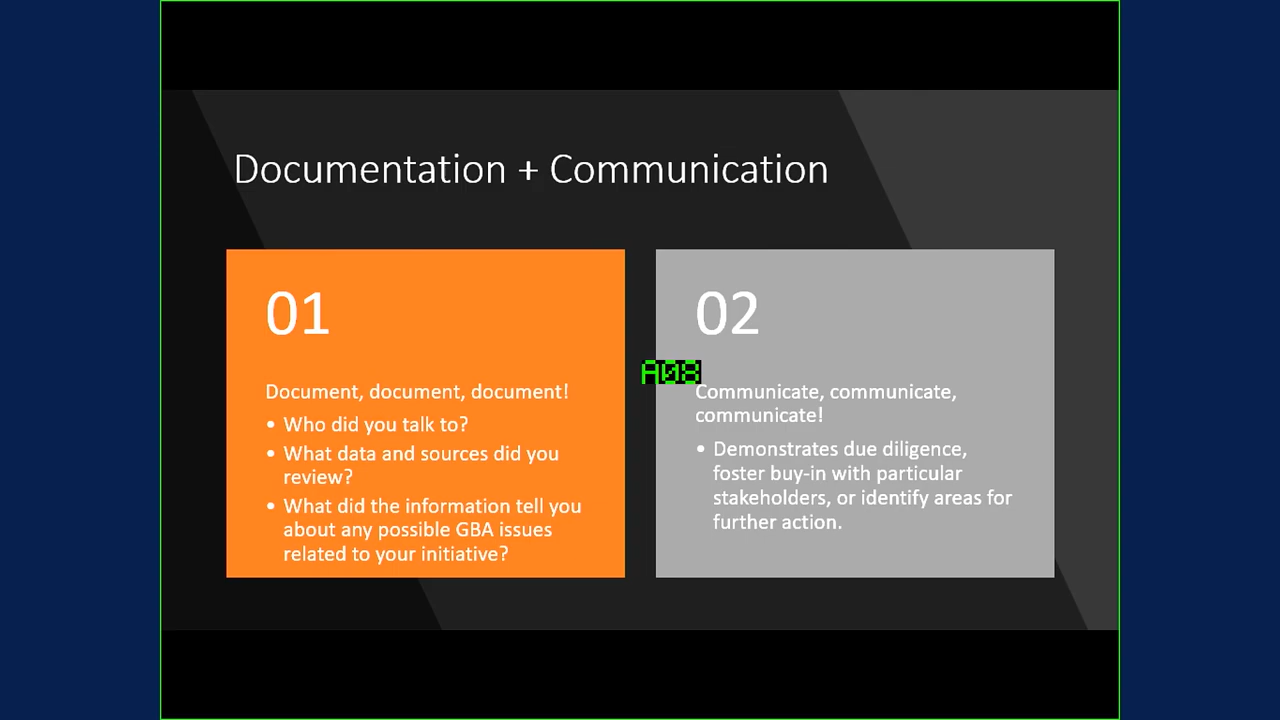 Documentation + Communication
01
Document, document, document!
• Who did you talk to?
• What data and sources did you
review?
• What did the information tell you
about any possible GBA issues
related to your initiative?
A08
02
Communicate, communicate,
communicate!
• Demonstrates due diligence,
foster buy-in with particular
stakeholders, or identify areas for
further action.